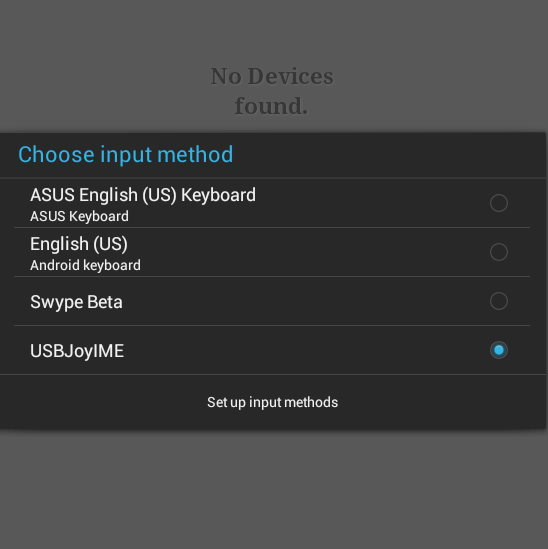 No Devices
found.
Choose input method
ASUS English (US) Keyboard
ASUS Keyboard
English (US)
Android keyboard
Swype Beta
USBJoyIME
Set up input methods